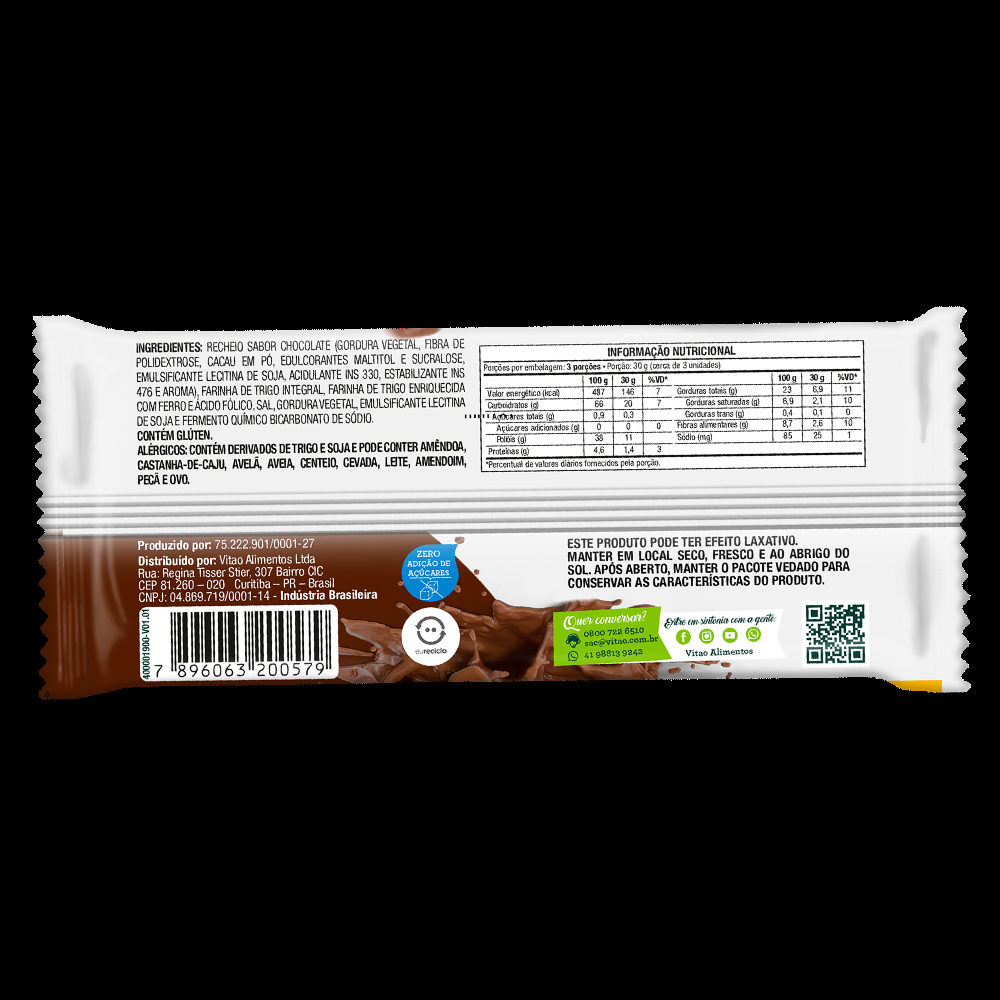 INGREDIENTES: RECHEIO SABOR CHOCOLATE (GORDURA VEGETAL, FIBRA DE
POLIDEXTROSE, CACAU EM PÓ, EDULCORANTES MALTITOL E SUCRALOSE,
EMULSIFICANTE LECITINA DE SOJA, ACIDULANTE INS 330, ESTABILIZANTE INS
476 E AROMA), FARINHA DE TRIGO INTEGRAL, FARINHA DE TRIGO ENRIQUECIDA
COM FERRO E ÁCIDO FÓLICO, SAL, GORDURA VEGETAL, EMULSIFICANTE LECITINA
DE SOJA E FERMENTO QUÍMICO BICARBONATO DE SÓDIO.
CONTÉM GLÚTEN.
ALÉRGICOS: CONTÉM DERIVADOS DE TRIGO E SOJA E PODE CONTER AMÊNDOA,
CASTANHA-DE-CAJU, AVELÃ, AVEIA, CENTEIO, CEVADA, LEITE, AMENDOIM,
PECÃ E OVO.
INFORMAÇÃO NUTRICIONAL
Porções por embalagem: 3 porções • Porção: 30 g (cerca de 3 unidades)
100 g 30 g %VD*
Valor energético (kcal) 487 146 7
Carboidratos (g) 66 20 7
Açúcares totais (g) 0,9 0,3
Açúcares adicionados (g) 0 0 0
Polióis (g) 38 11
Proteínas (g) 4,6 1,4 3
100 g 30 g %VD*
Gorduras totais (g) 23 6,9 11
Gorduras saturadas (g) 6,9 2,1 10
Gorduras trans (g) 0,4 0,1 0
Fibras alimentares (g) 8,7 2,6 10
Sódio (mg) 85 25 1
*Percentual de valores diários fornecidos pela porção.
Produzido por: 75.222.901/0001-27
Distribuído por: Vitao Alimentos Ltda
Rua: Regina Tisser Stier, 307 Bairro CIC
CEP 81.260 – 020 Curitiba – PR – Brasil
CNPJ: 04.869.719/0001-14 - Indústria Brasileira
400001900-V01.01
7 896063 200579
ZERO
ADIÇÃO DE
AÇÚCARES
eureciclo
ESTE PRODUTO PODE TER EFEITO LAXATIVO.
MANTER EM LOCAL SECO, FRESCO E AO ABRIGO DO
SOL. APÓS ABERTO, MANTER O PACOTE VEDADO PARA
CONSERVAR AS CARACTERÍSTICAS DO PRODUTO.
Quer conversar?
0800 722 6510
sac@vitao.com.br
41 98813 9242
Entre em sintonia com a gente:
Vitao Alimentos